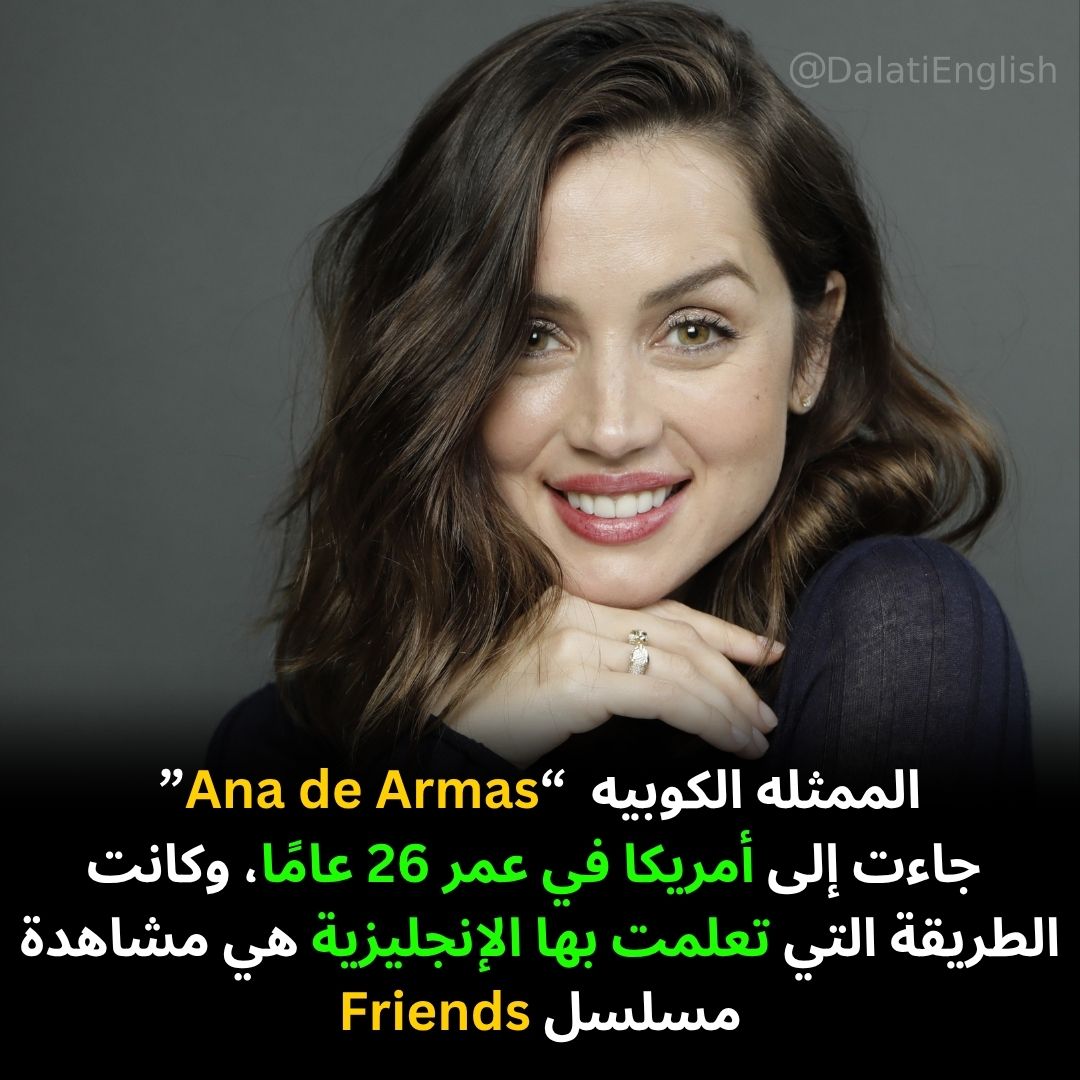 @DalatiEnglish
الممثله الكوبيه “Ana de Armas”
جاءت إلى أمريكا في عمر 26 عامًا، وكانت
الطريقة التي تعلمت بها الإنجليزية هي مشاهدة
مسلسل Friends